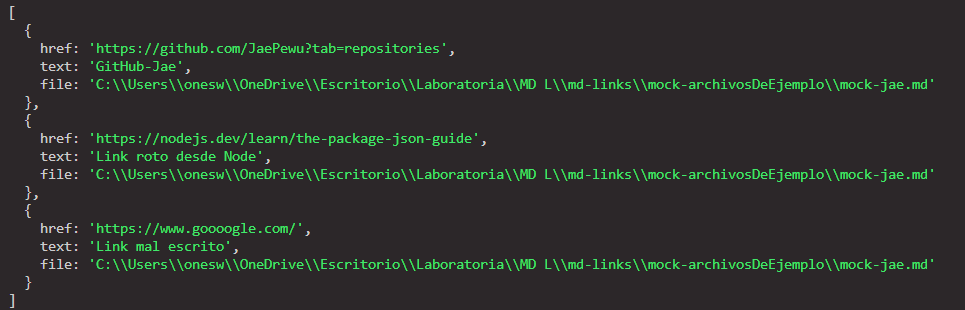 [
  {
    href: 'https://github.com/JaePewu?tab=repositories',
    text: 'GitHub-Jae',
    file: 'C:\\Users\\onesw\\OneDrive\\Escritorio\\Laboratoria\\MD L\\md-links\\mock-archivosDeEjemplo\\mock-jae.md'
  },
  {
    href: 'https://nodejs.dev/learn/the-package-json-guide',
    text: 'Link roto desde Node',
    file: 'C:\\Users\\onesw\\OneDrive\\Escritorio\\Laboratoria\\MD L\\md-links\\mock-archivosDeEjemplo\\mock-jae.md'
  },
  {
    href: 'https://www.goooogle.com/',
    text: 'Link mal escrito',
    file: 'C:\\Users\\onesw\\OneDrive\\Escritorio\\Laboratoria\\MD L\\md-links\\mock-archivosDeEjemplo\\mock-jae.md'
  }
]